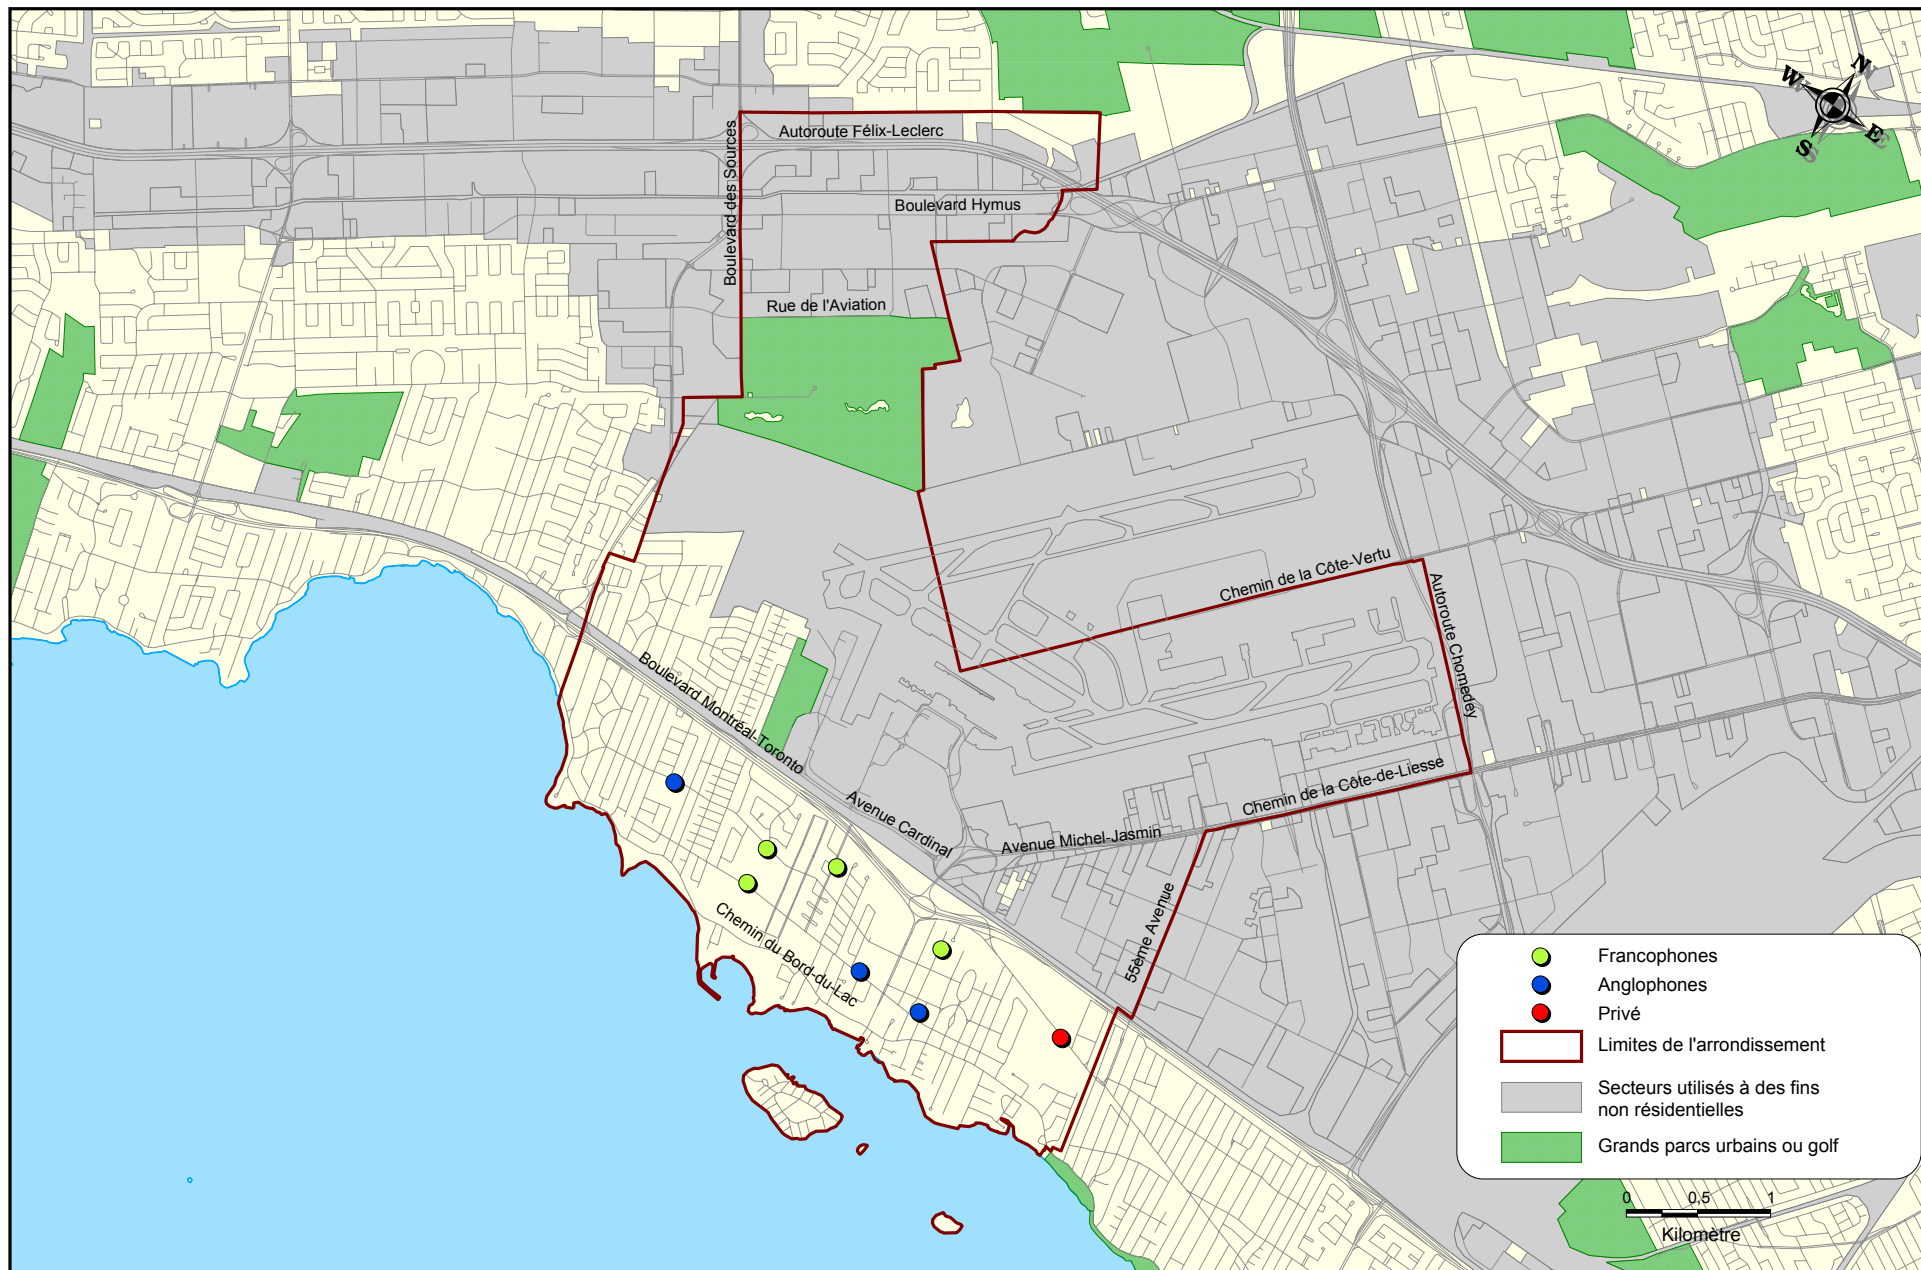 N
W
E
S
Autoroute Félix-Leclerc
Boulevard des Sources
Boulevard Hymus
Rue de l'Aviation
Chemin de la Côte-Vertu
Autoroute Chomedey
Boulevard Montréal-Toronto
Avenue Cardinal
Chemin de la Côte-de-Liesse
Avenue Michel-Jasmin
55ème Avenue
Chemin du Bord-du-Lac
Francophones
Anglophones
Privé
Limites de l'arrondissement
Secteurs utilisés à des fins
non résidentielles
Grands parcs urbains ou golf
0 0,5 1
Kilomètre